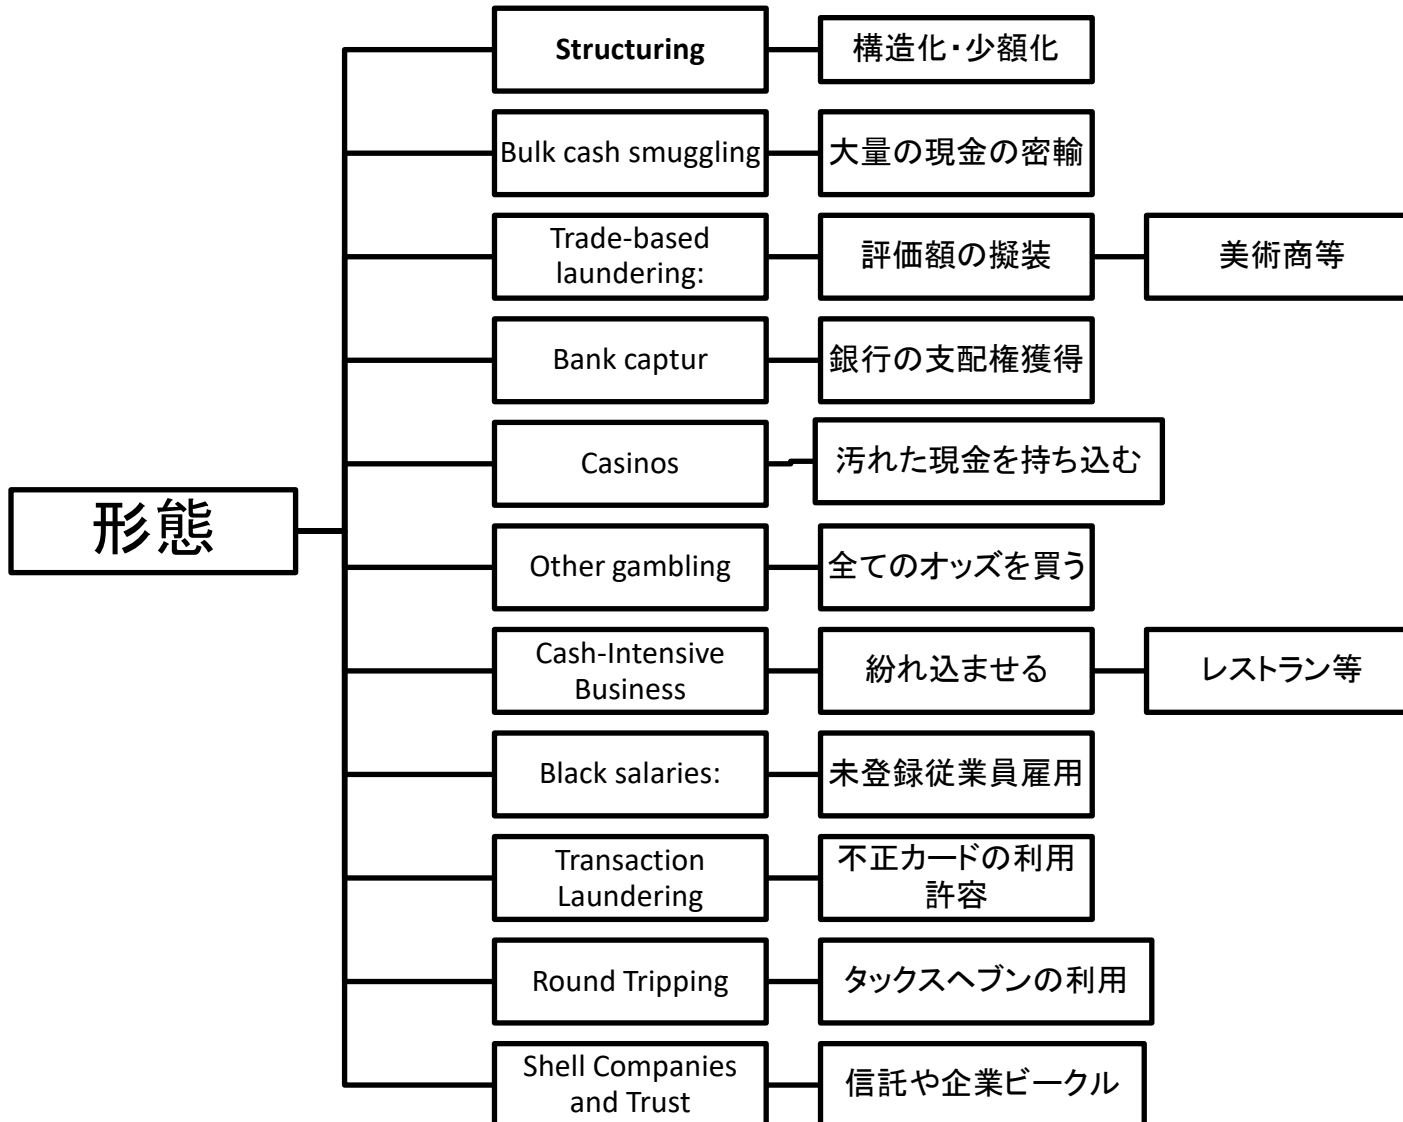 形態
Structuring
構造化・少額化
Bulk cash smuggling
大量の現金の密輸
Trade-based
laundering:
評価額の擬装
美術商等
Bank captur
銀行の支配権獲得
Casinos
汚れた現金を持ち込む
Other gambling
全てのオッズを買う
Cash-Intensive
Business
紛れ込ませる
レストラン等
Black salaries:
未登録従業員雇用
Transaction
Laundering
不正カードの利用
許容
Round Tripping
タックスヘブンの利用
Shell Companies
and Trust
信託や企業ビークル